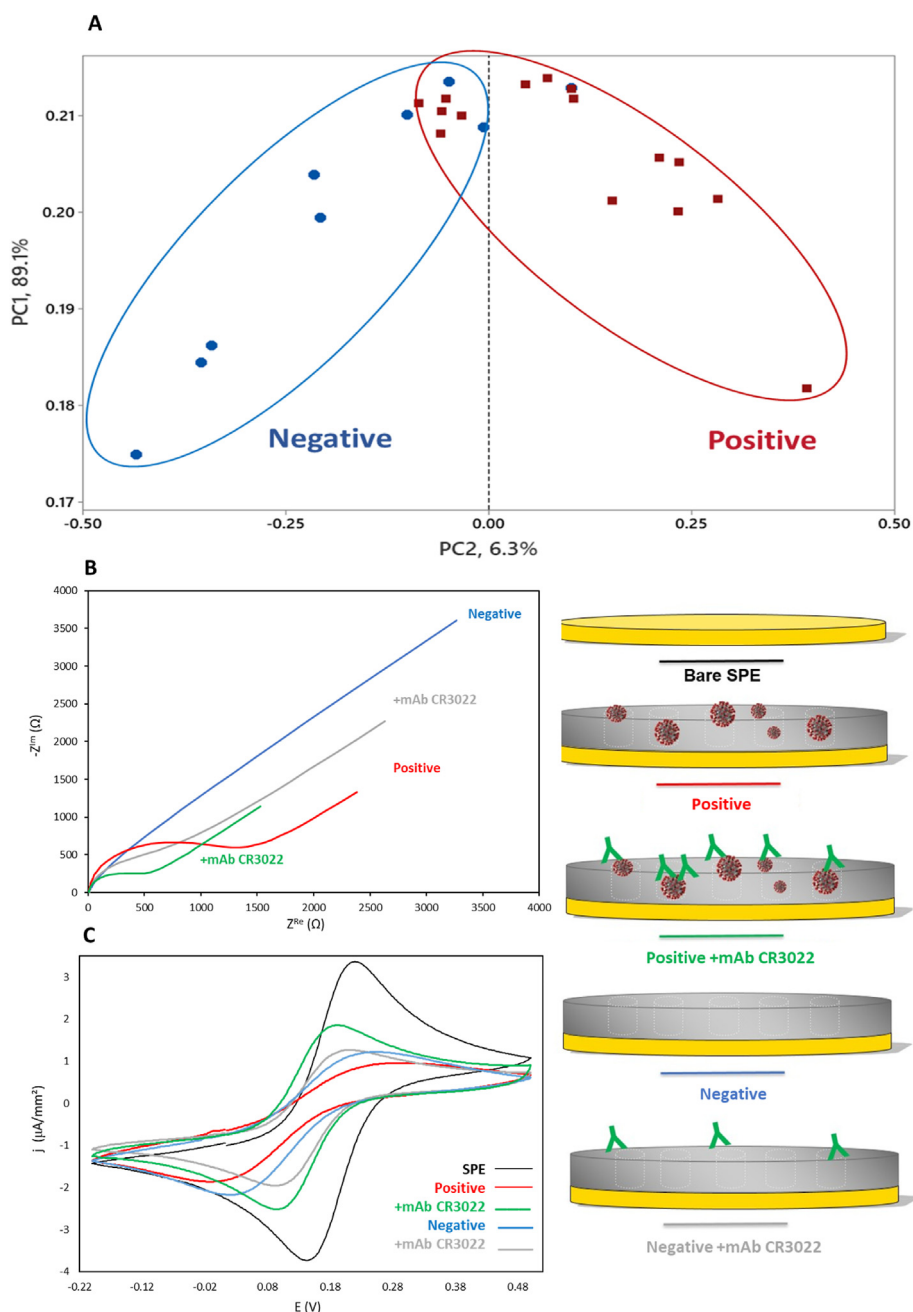 A
0.21
0.20
0.19
0.18
0.17
PC1, 89.1%
Negative
Positive
-0.50
-0.25
0.00
0.25
0.50
PC2, 6.3%
B
4000
3500
3000
2500
2000
1500
1000
500
0
-Z^Im (Ω)
Negative
+mAb CR3022
Positive
+mAb CR3022
0
500
1000
1500
2000
2500
3000
3500
4000
Z^Re (Ω)
C
3
2
1
0
-1
-2
-3
-4
j (µA/mm²)
SPE
Positive
+mAb CR3022
Negative
+mAb CR3022
-0.22
-0.12
-0.02
0.08
0.18
0.28
0.38
0.48
E (V)
Bare SPE
Positive
Positive +mAb CR3022
Negative
Negative +mAb CR3022